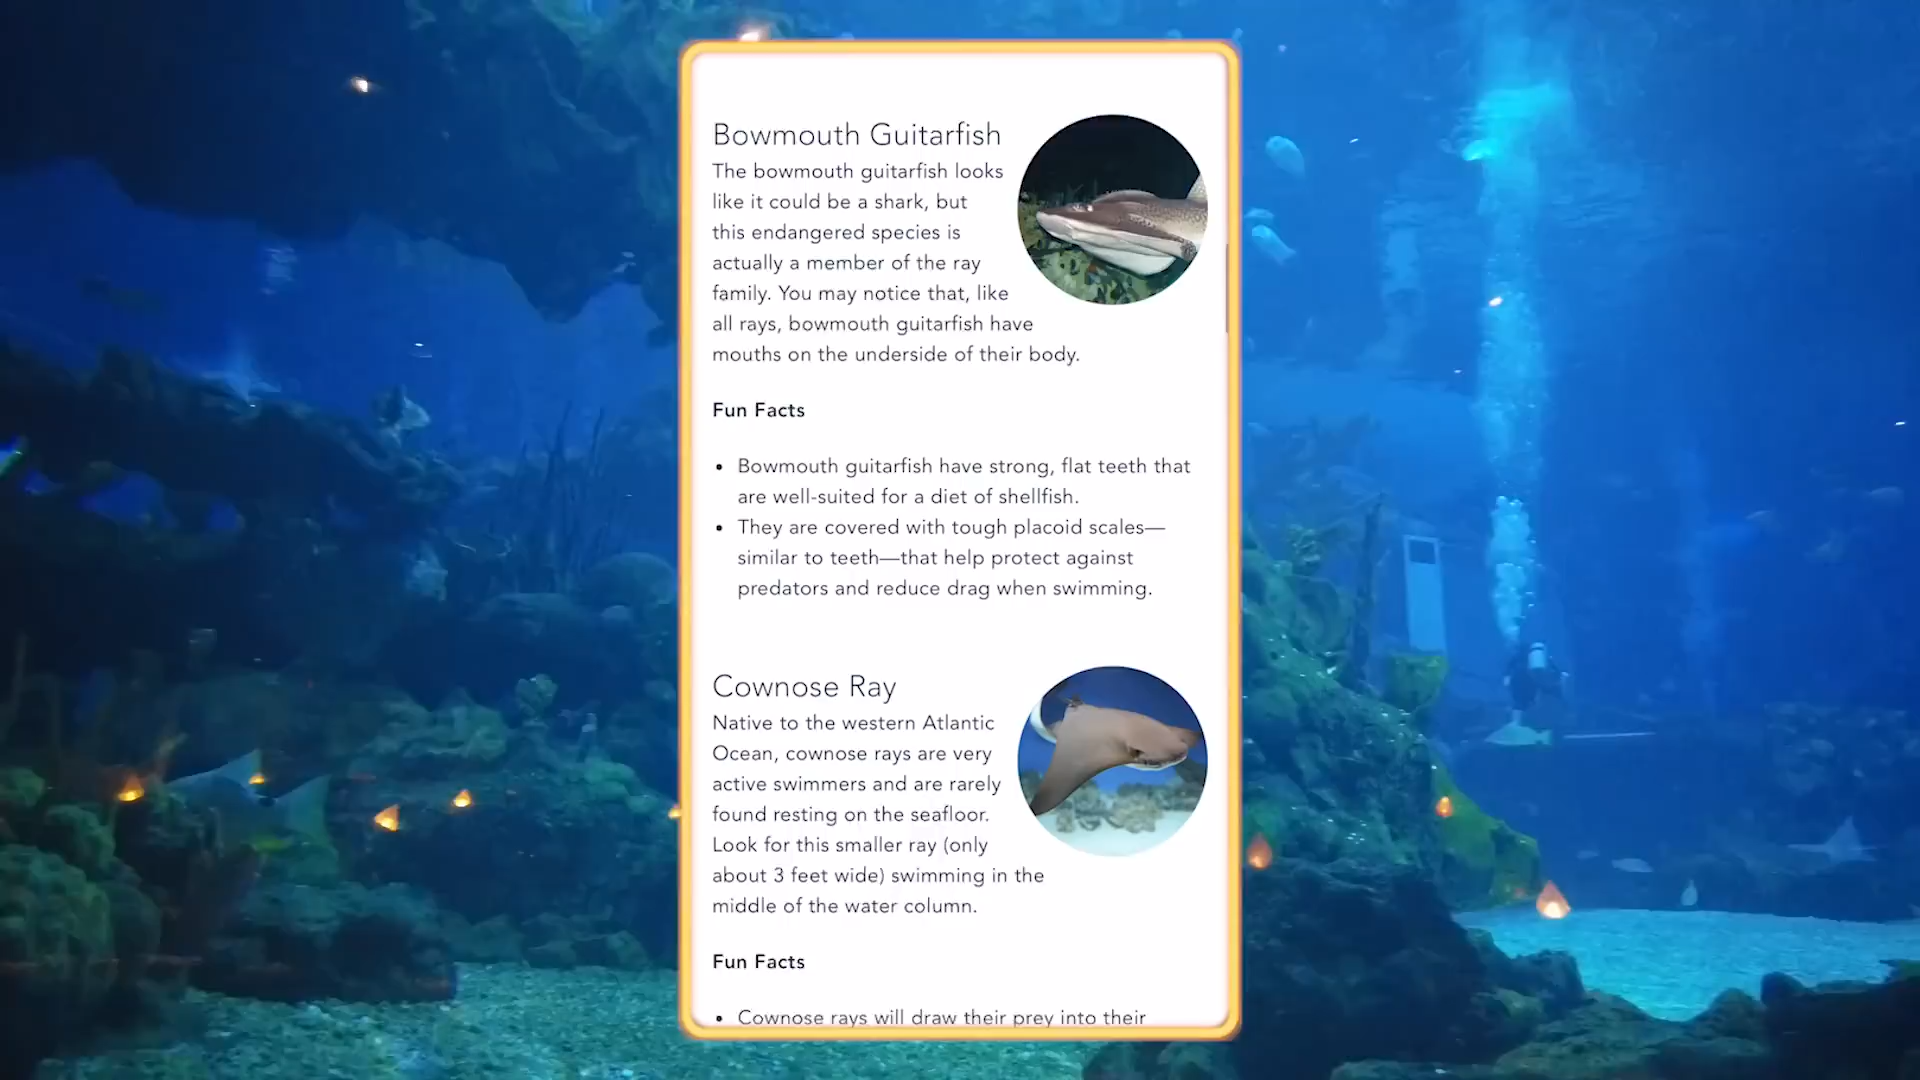 Bowmouth Guitarfish
The bowmouth guitarfish looks
like it could be a shark, but
this endangered species is
actually a member of the ray
family. You may notice that, like
all rays, bowmouth guitarfish have
mouths on the underside of their body.
Fun Facts
• Bowmouth guitarfish have strong, flat teeth that
are well-suited for a diet of shellfish.
• They are covered with tough placoid scales—
similar to teeth—that help protect against
predators and reduce drag when swimming.
Cownose Ray
Native to the western Atlantic
Ocean, cownose rays are very
active swimmers and are rarely
found resting on the seafloor.
Look for this smaller ray (only
about 3 feet wide) swimming in the
middle of the water column.
Fun Facts
• Cownose rays will draw their prey into their